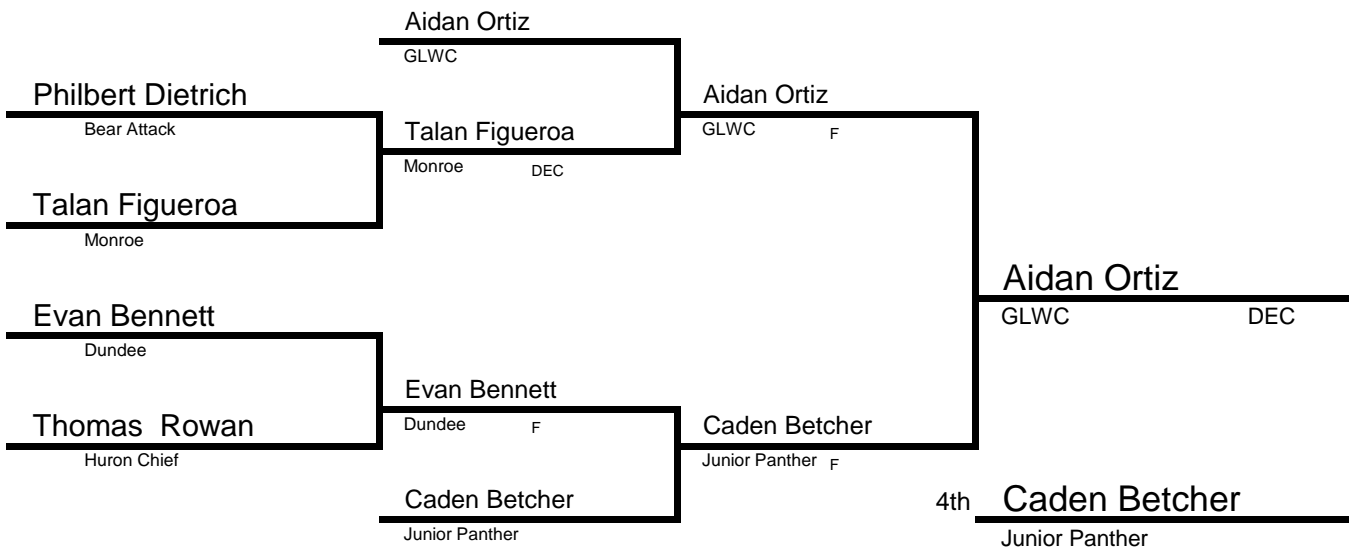 Aidan Ortiz
GLWC
Philbert Dietrich
Bear Attack
Aidan Ortiz
GLWC F
Talan Figueroa
Monroe DEC
Talan Figueroa
Monroe
Aidan Ortiz
GLWC DEC
Evan Bennett
Dundee
Evan Bennett
Dundee F
Thomas Rowan
Huron Chief
Caden Betcher
Junior Panther F
Caden Betcher
Junior Panther
4th Caden Betcher
Junior Panther